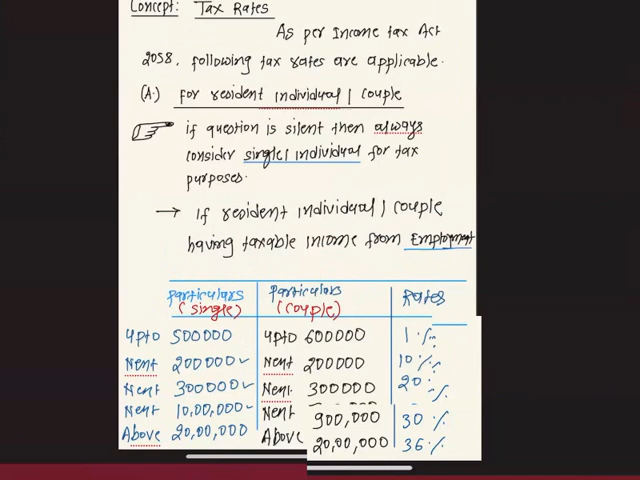 Concept: Tax Rates
As per Income tax Act
2058, following tax rates are applicable.
(A.) For resident individual / couple
if question is silent then always
consider single/individual for tax
purposes.
→ If resident individual / couple
having taxable income from Employment
Particulars (single) Particulars (couple) Rates
Upto 500000 Upto 600000 1%
Next 200000 Next 200000 10%
Next 300000 Next 300000 20%
Next 10,00,000 Next 900,000 30%
Above 20,00,000 Above 20,00,000 36%